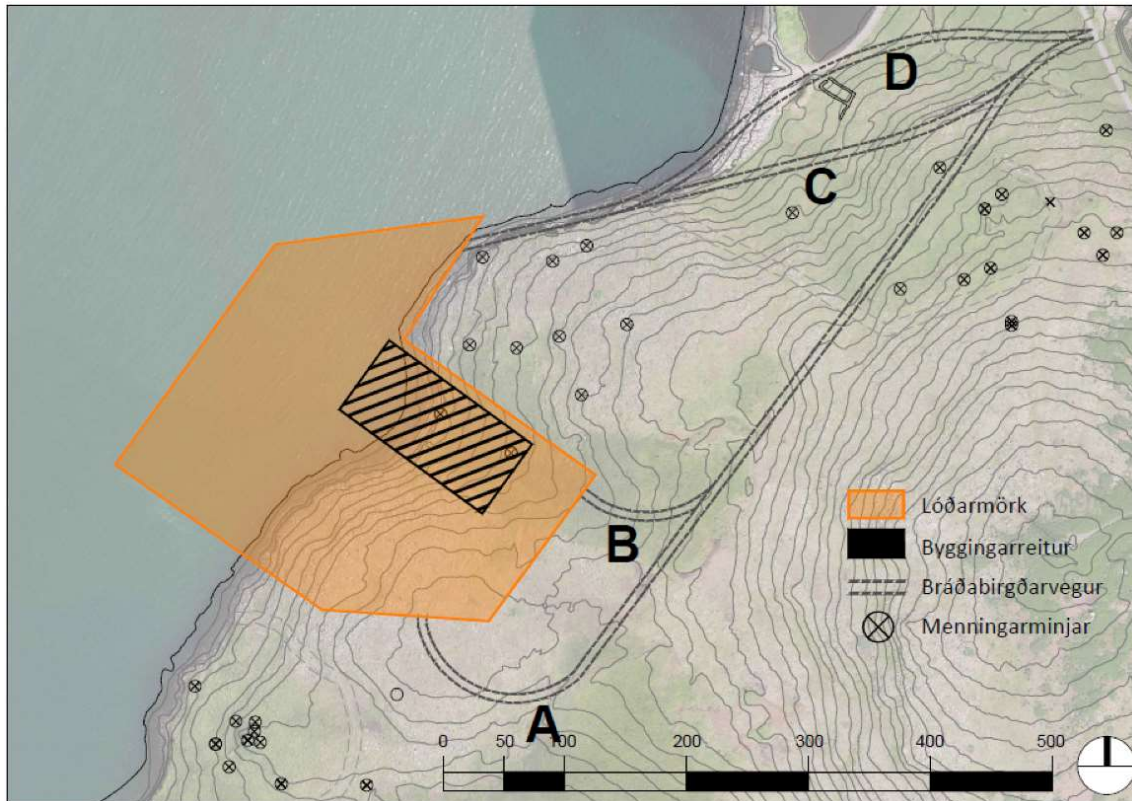 D
C
B
A
Lóðarmörk
Byggingarreitur
Bráðabirgðarvegur
Menningarminjar
0 50 100 200 300 400 500